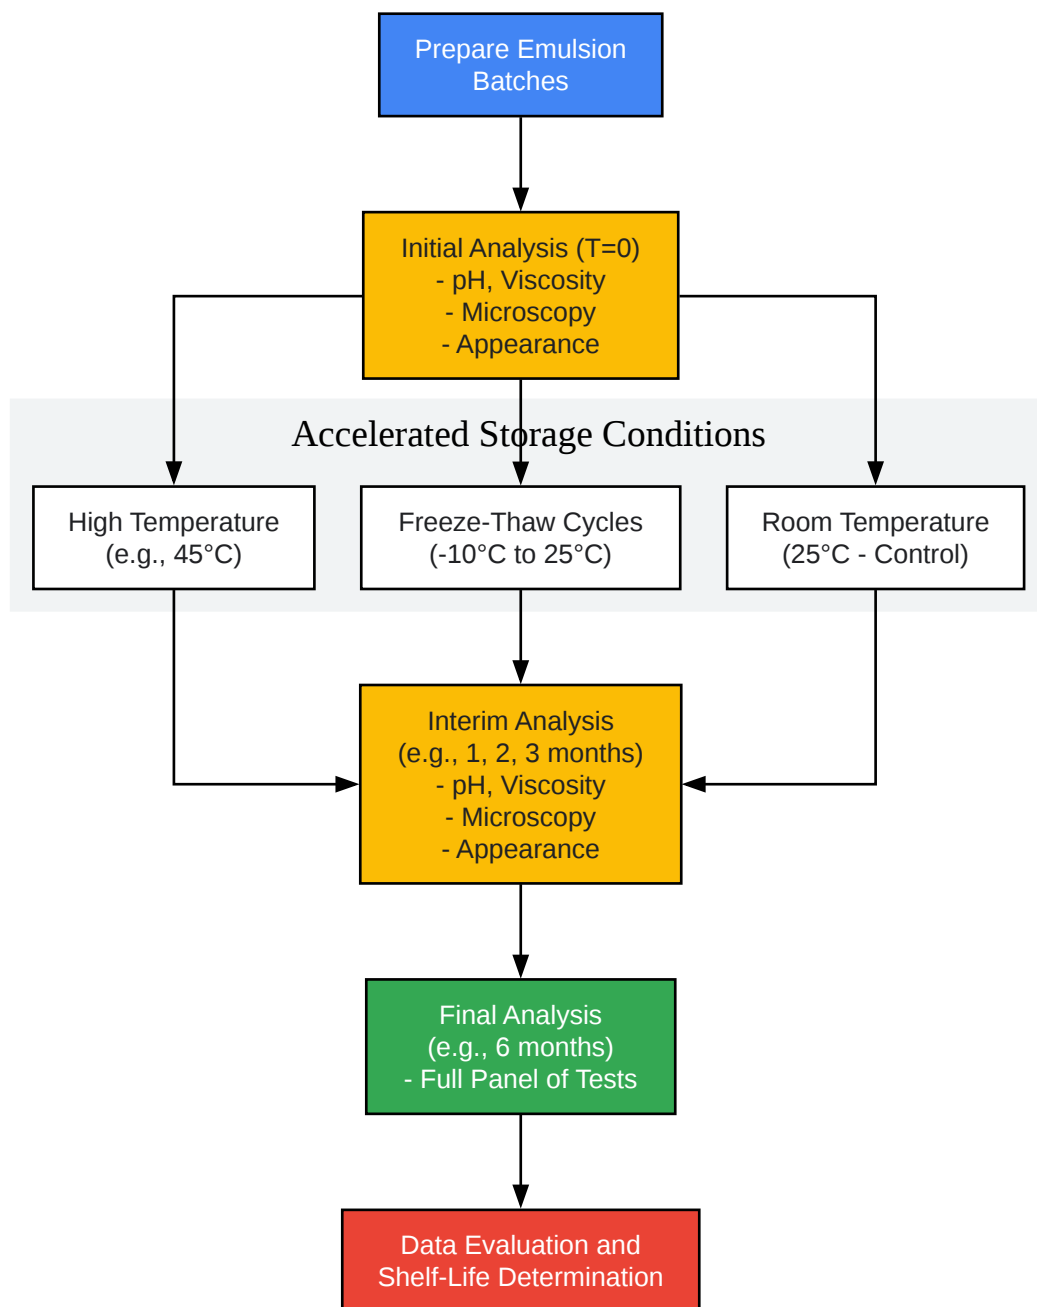 Prepare Emulsion
Batches
Initial Analysis (T=0)
- pH, Viscosity
- Microscopy
- Appearance
Accelerated Storage Conditions
High Temperature
(e.g., 45°C)
Freeze-Thaw Cycles
(-10°C to 25°C)
Room Temperature
(25°C - Control)
Interim Analysis
(e.g., 1, 2, 3 months)
- pH, Viscosity
- Microscopy
- Appearance
Final Analysis
(e.g., 6 months)
- Full Panel of Tests
Data Evaluation and
Shelf-Life Determination